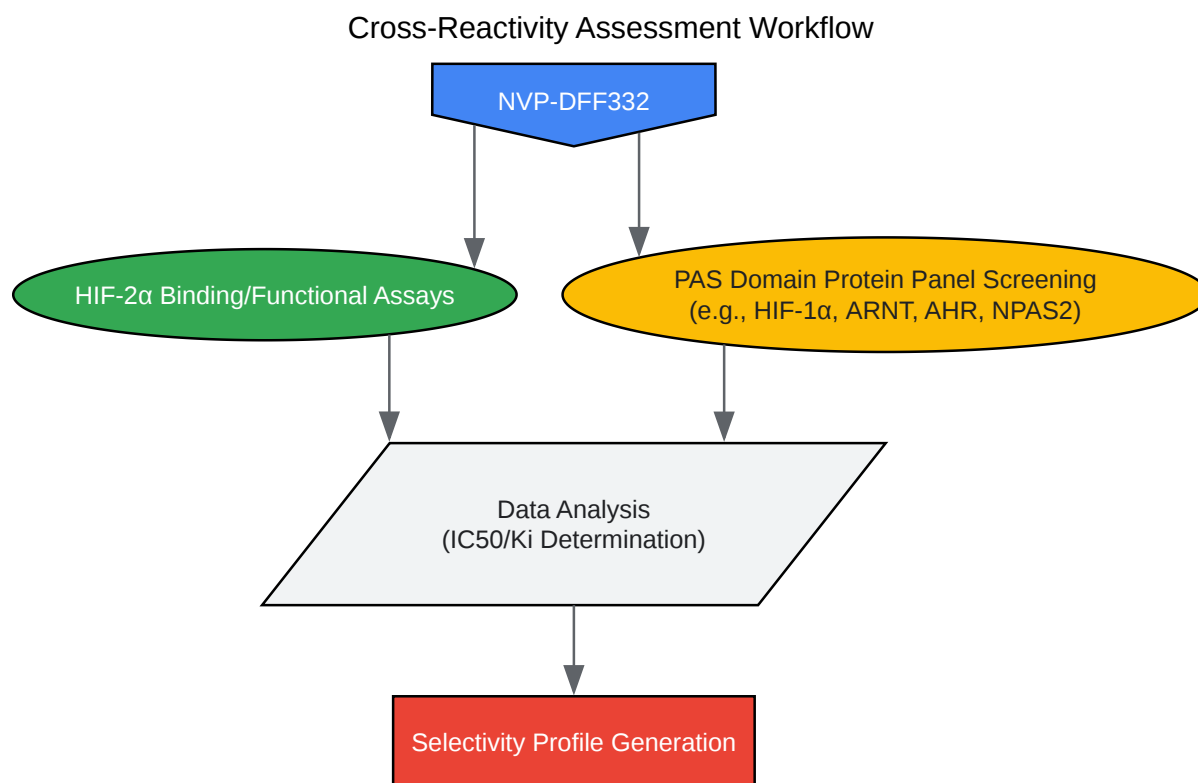 Cross-Reactivity Assessment Workflow
NVP-DFF332
HIF-2α Binding/Functional Assays
PAS Domain Protein Panel Screening
(e.g., HIF-1α, ARNT, AHR, NPAS2)
Data Analysis
(IC50/Ki Determination)
Selectivity Profile Generation